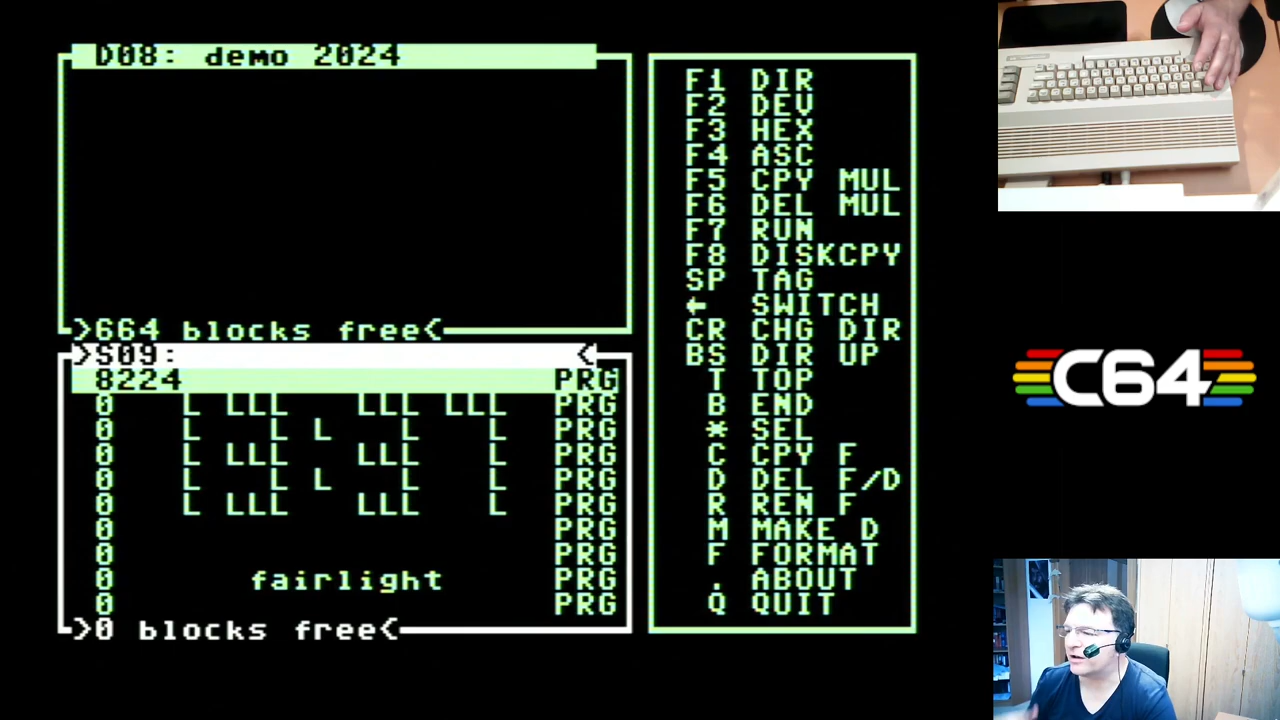 D08: demo 2024
>664 blocks free<
>S09: <
8224 PRG
0 L LLL LLL LLL PRG
0 L L L L L PRG
0 L LLL LLL L PRG
0 L L L L L PRG
0 L LLL LLL L PRG
0 PRG
0 PRG
0 fairlight PRG
0 PRG
>0 blocks free<
F1 DIR
F2 DEV
F3 HEX
F4 ASC
F5 CPY MUL
F6 DEL MUL
F7 RUN
F8 DISKCPY
SP TAG
← SWITCH
CR CHG DIR
BS DIR UP
T TOP
B END
* SEL
C CPY F
D DEL F/D
R REN F
M MAKE D
F FORMAT
. ABOUT
Q QUIT
C64